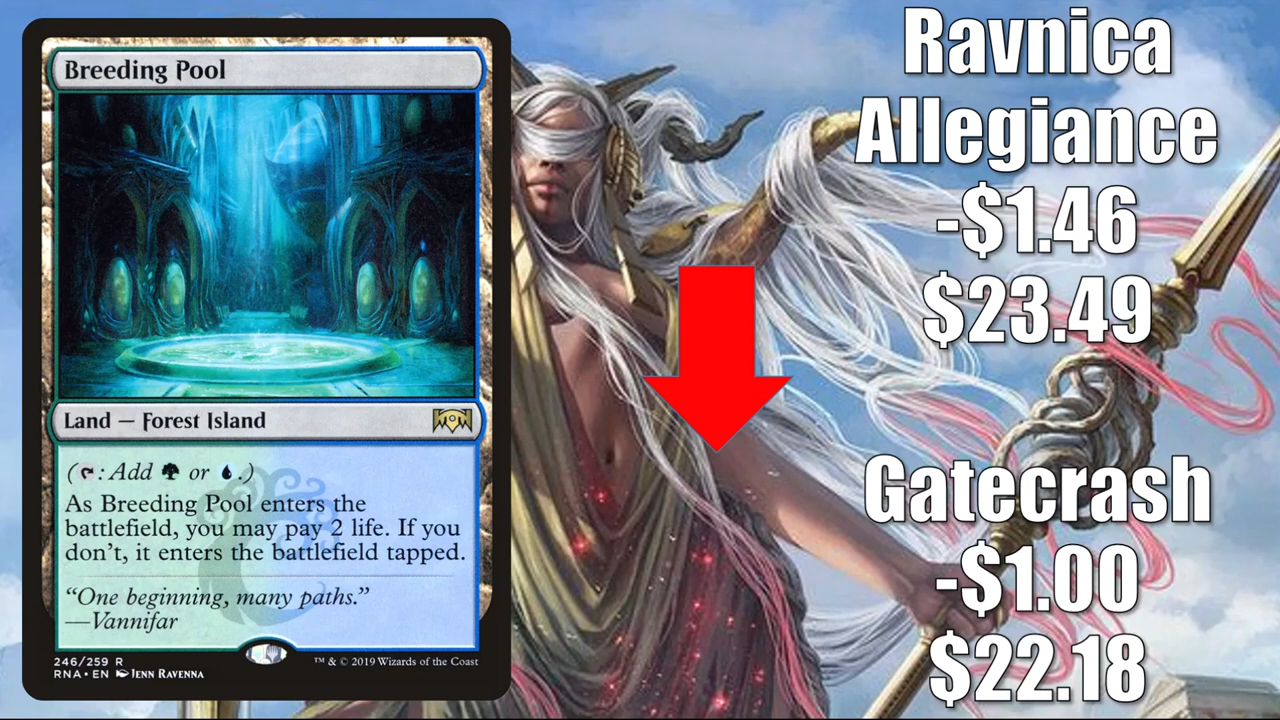 Breeding Pool
Land — Forest Island
(: Add or .)
As Breeding Pool enters the
battlefield, you may pay 2 life. If you
don't, it enters the battlefield tapped.
"One beginning, many paths."
—Vannifar
246/259 R
RNA • EN Jenn Ravenna
™ & © 2019 Wizards of the Coast
Ravnica
Allegiance
-$1.46
$23.49
Gatecrash
-$1.00
$22.18